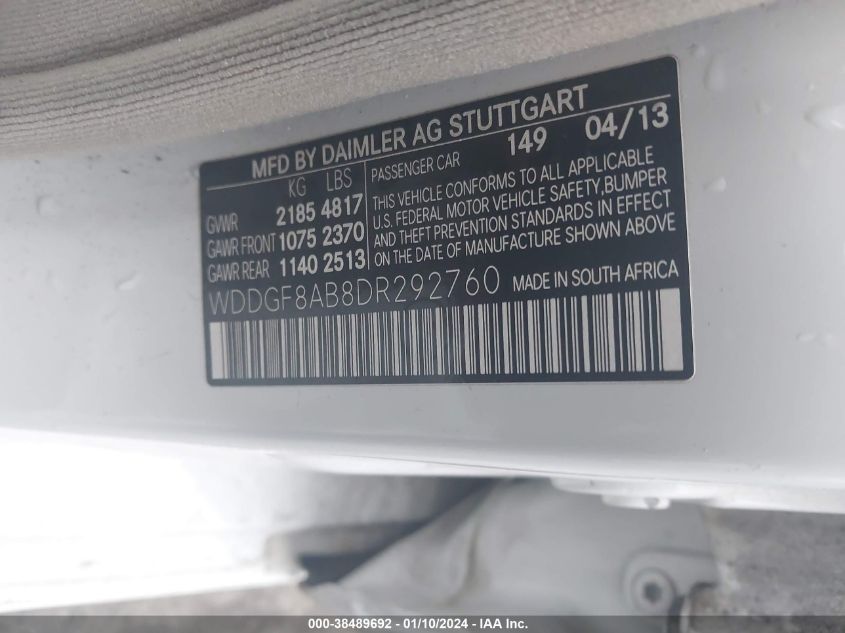 MFD BY DAIMLER AG STUTTGART
KG LBS
GVWR 2185 4817
GAWR FRONT 1075 2370
GAWR REAR 1140 2513
PASSENGER CAR 149 04/13
THIS VEHICLE CONFORMS TO ALL APPLICABLE
U.S. FEDERAL MOTOR VEHICLE SAFETY,BUMPER
AND THEFT PREVENTION STANDARDS IN EFFECT
ON THE DATE OF MANUFACTURE SHOWN ABOVE
WDDGF8AB8DR292760 MADE IN SOUTH AFRICA
000-38489692 - 01/10/2024 - IAA Inc.